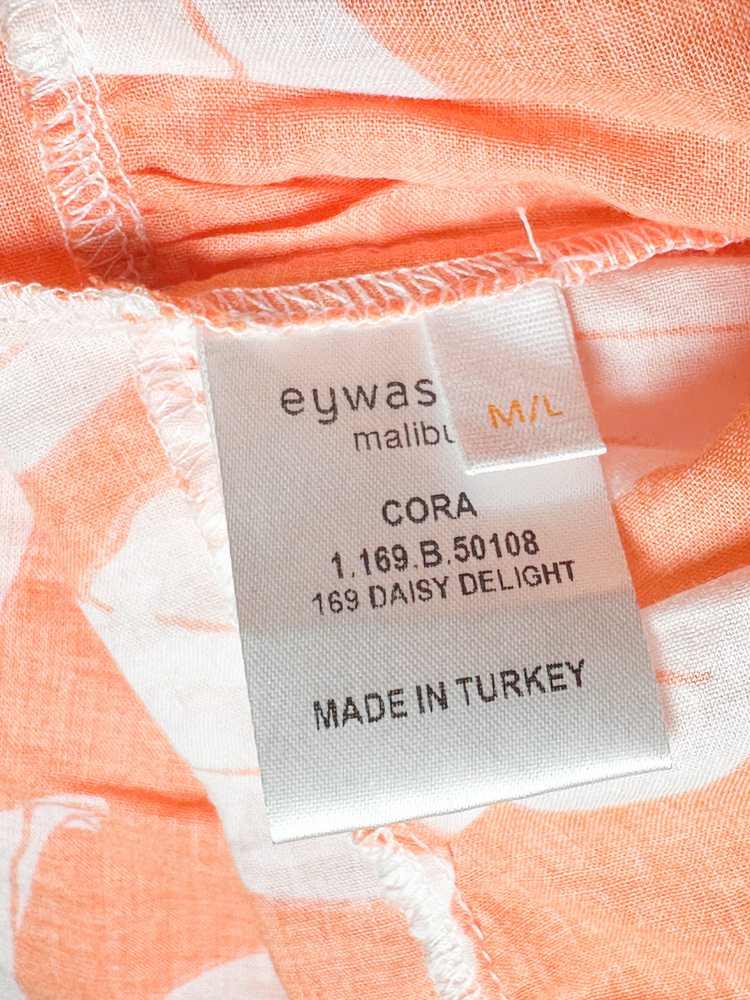 eywas
M/L
malibu
CORA
1.169.B.50108
169 DAISY DELIGHT
MADE IN TURKEY